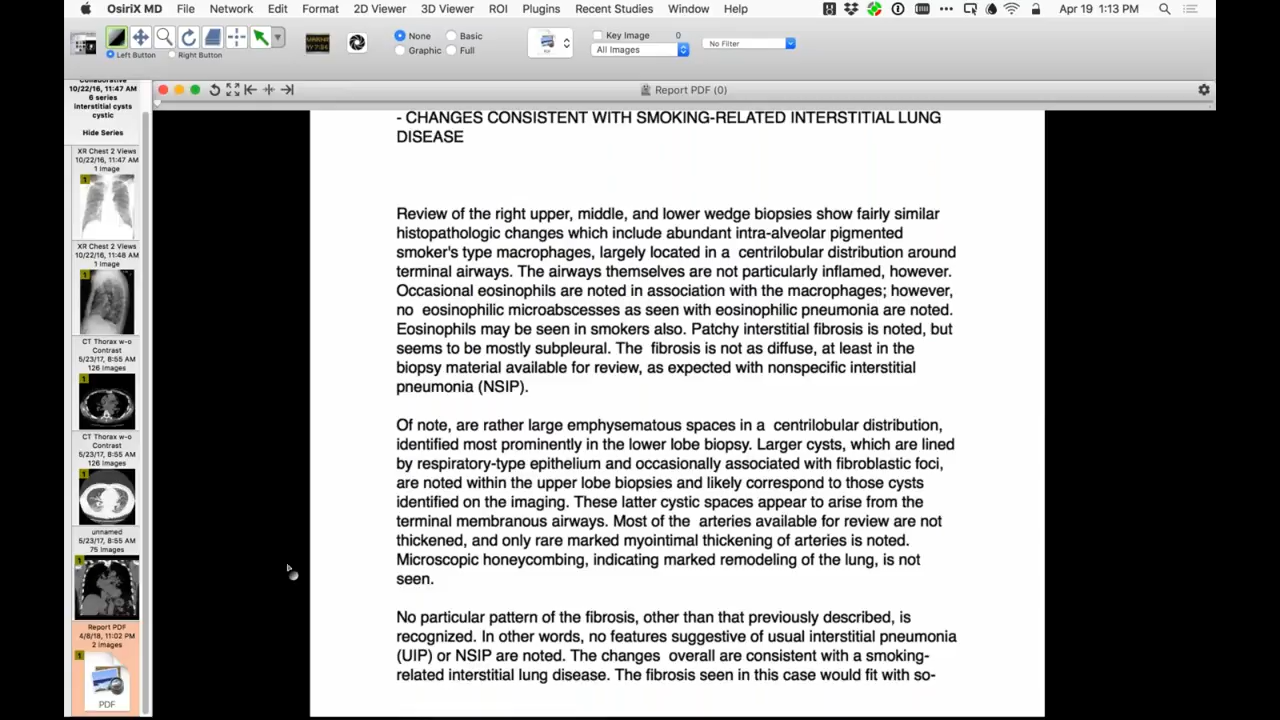 OsiriX MD File Network Edit Format 2D Viewer 3D Viewer ROI Plugins Recent Studies Window Help Apr 19 1:13 PM
None Basic
Graphic Full
Key Image 0
All Images
No Filter
Left Button Right Button
PDF
Report PDF (0)
Collaborative
10/22/16, 11:47 AM
6 series
interstitial cysts
cystic
Hide Series
XR Chest 2 Views
10/22/16, 11:47 AM
1 Image
1
XR Chest 2 Views
10/22/16, 11:48 AM
1 Image
1
CT Thorax w-o
Contrast
5/23/17, 8:55 AM
126 Images
1
CT Thorax w-o
Contrast
5/23/17, 8:55 AM
126 Images
1
unnamed
5/23/17, 8:55 AM
75 Images
1
Report PDF
4/8/18, 11:02 PM
2 Images
1
PDF
- CHANGES CONSISTENT WITH SMOKING-RELATED INTERSTITIAL LUNG
DISEASE
Review of the right upper, middle, and lower wedge biopsies show fairly similar
histopathologic changes which include abundant intra-alveolar pigmented
smoker's type macrophages, largely located in a centrilobular distribution around
terminal airways. The airways themselves are not particularly inflamed, however.
Occasional eosinophils are noted in association with the macrophages; however,
no eosinophilic microabscesses as seen with eosinophilic pneumonia are noted.
Eosinophils may be seen in smokers also. Patchy interstitial fibrosis is noted, but
seems to be mostly subpleural. The fibrosis is not as diffuse, at least in the
biopsy material available for review, as expected with nonspecific interstitial
pneumonia (NSIP).
Of note, are rather large emphysematous spaces in a centrilobular distribution,
identified most prominently in the lower lobe biopsy. Larger cysts, which are lined
by respiratory-type epithelium and occasionally associated with fibroblastic foci,
are noted within the upper lobe biopsies and likely correspond to those cysts
identified on the imaging. These latter cystic spaces appear to arise from the
terminal membranous airways. Most of the arteries available for review are not
thickened, and only rare marked myointimal thickening of arteries is noted.
Microscopic honeycombing, indicating marked remodeling of the lung, is not
seen.
No particular pattern of the fibrosis, other than that previously described, is
recognized. In other words, no features suggestive of usual interstitial pneumonia
(UIP) or NSIP are noted. The changes overall are consistent with a smoking-
related interstitial lung disease. The fibrosis seen in this case would fit with so-